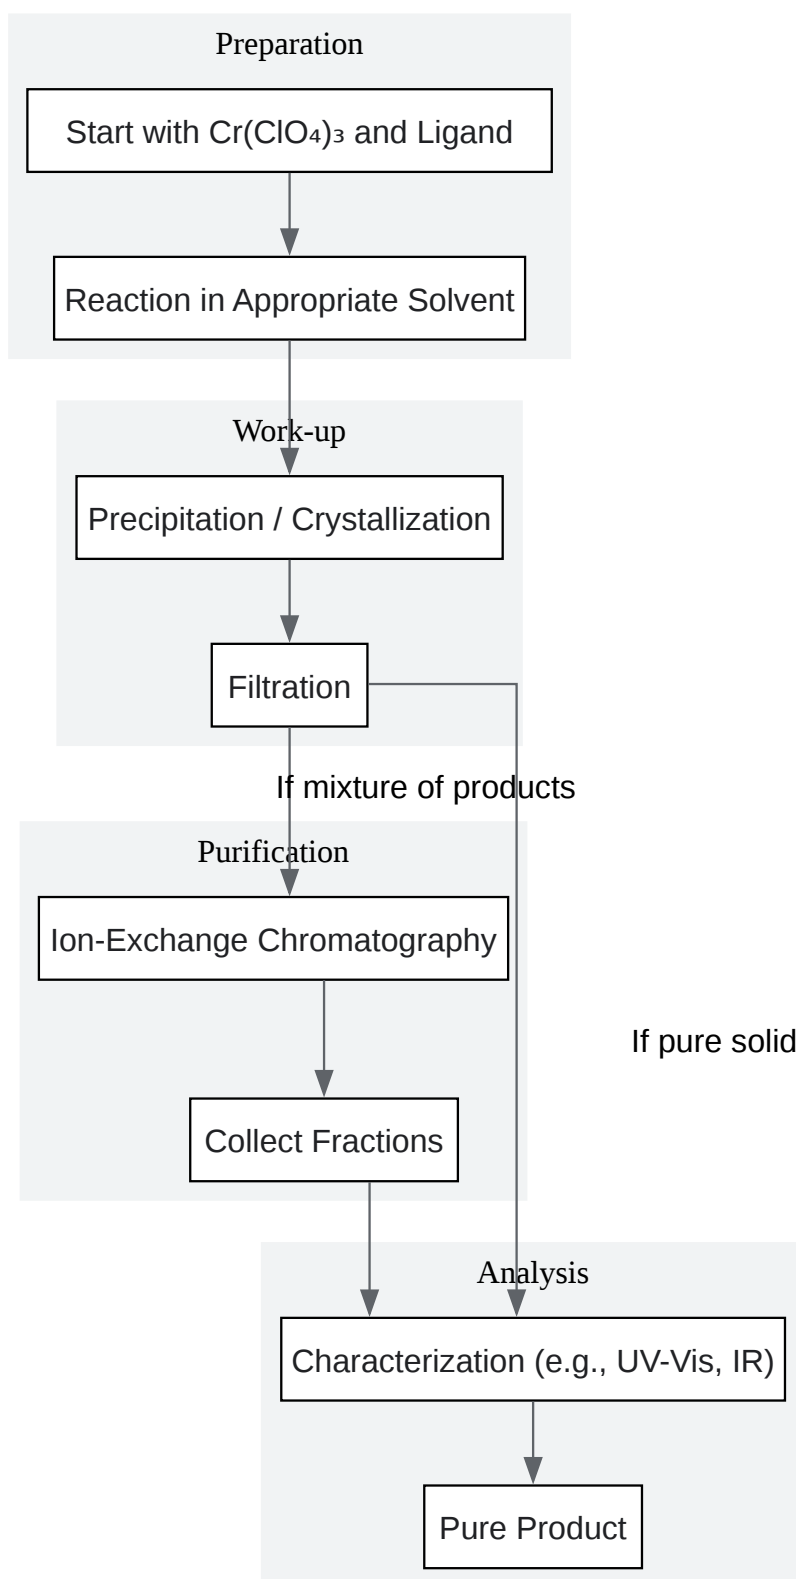 Preparation
Start with Cr(ClO₄)₃ and Ligand
Reaction in Appropriate Solvent
Work-up
Precipitation / Crystallization
Filtration
If mixture of products
Purification
Ion-Exchange Chromatography
If pure solid
Collect Fractions
Analysis
Characterization (e.g., UV-Vis, IR)
Pure Product